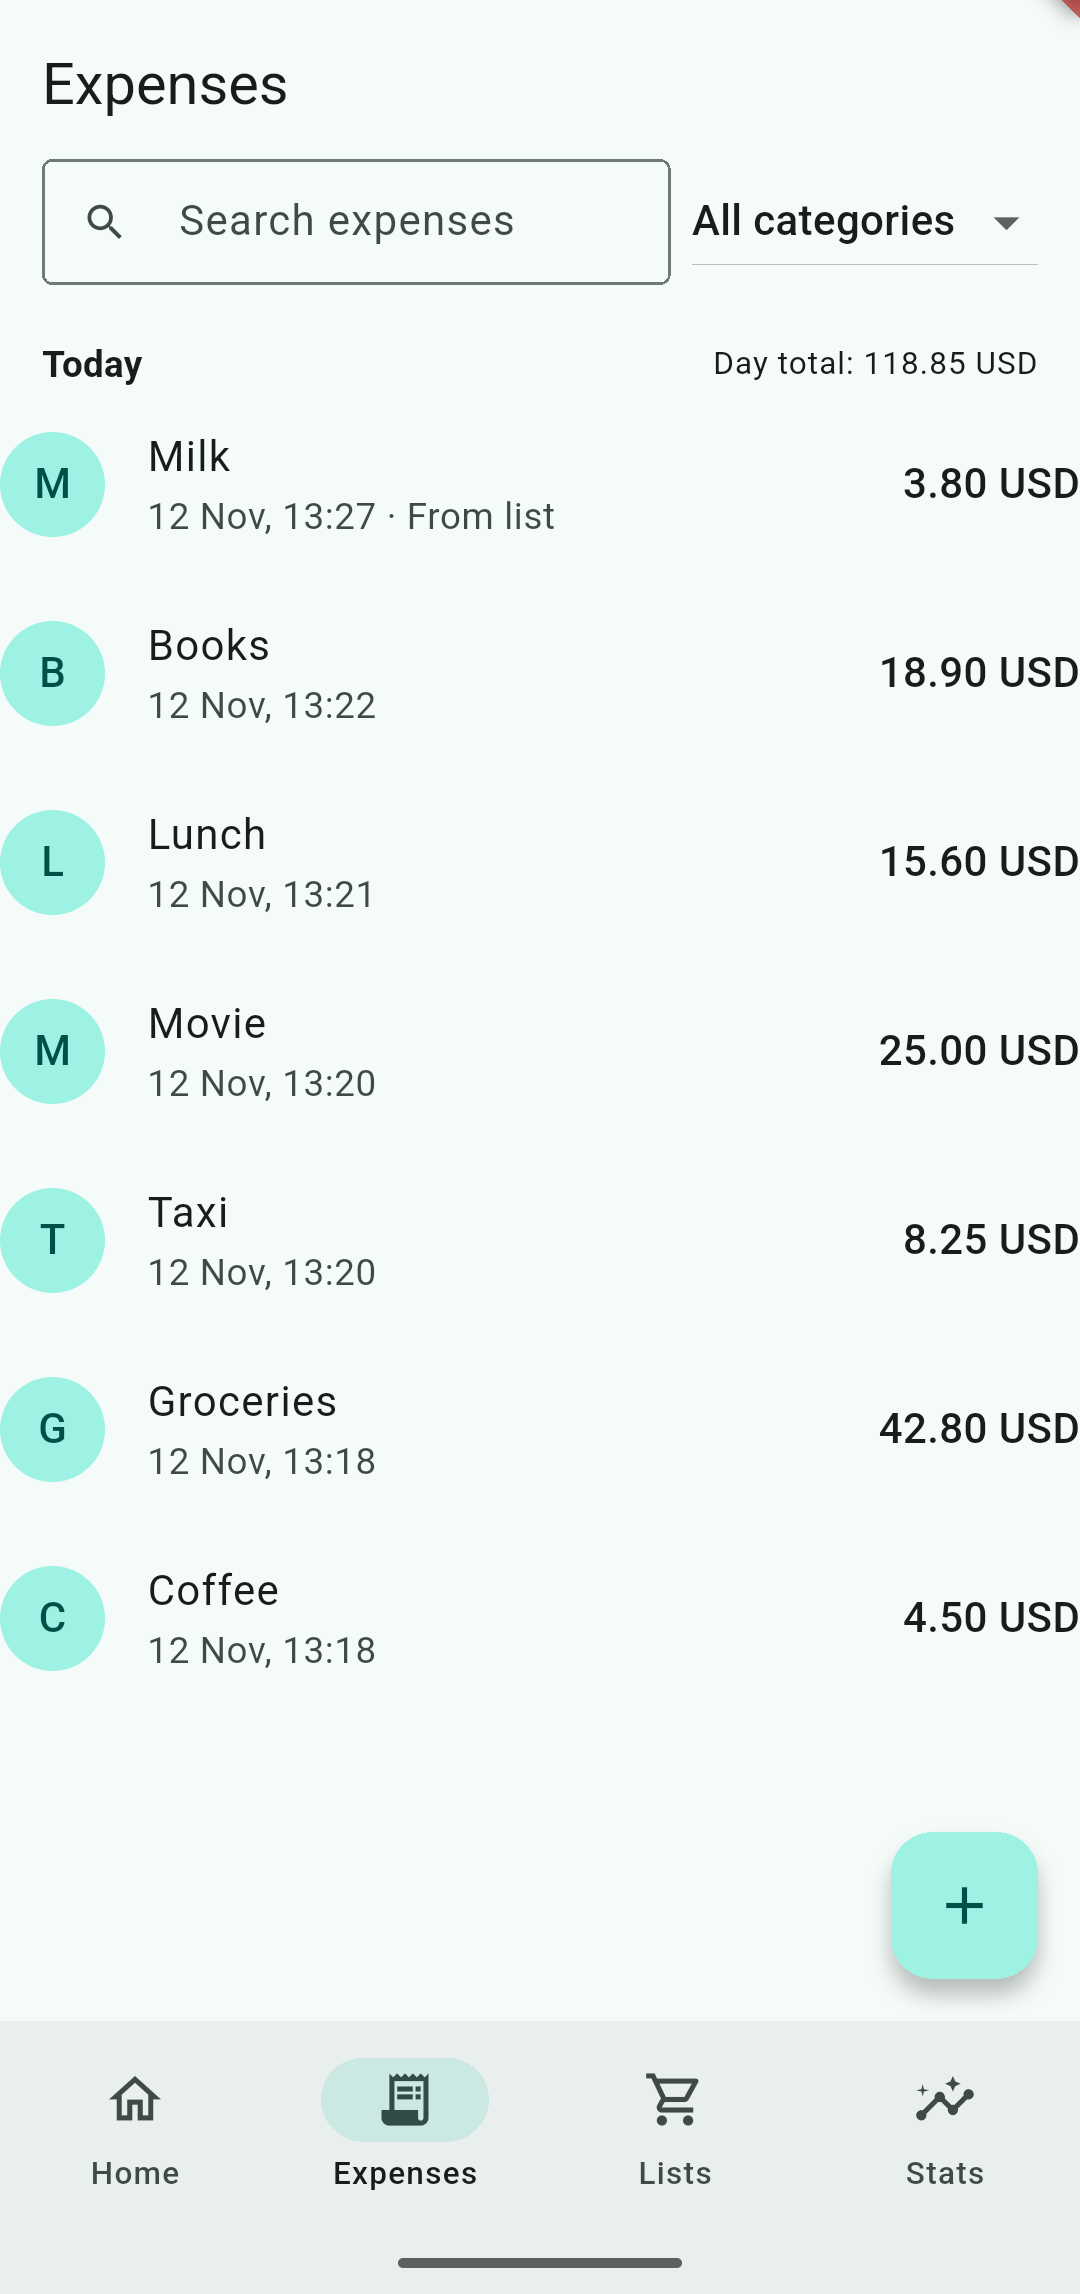 Expenses
Search expenses
All categories
Today
Day total: 118.85 USD
M
Milk
12 Nov, 13:27 · From list
3.80 USD
B
Books
12 Nov, 13:22
18.90 USD
L
Lunch
12 Nov, 13:21
15.60 USD
M
Movie
12 Nov, 13:20
25.00 USD
T
Taxi
12 Nov, 13:20
8.25 USD
G
Groceries
12 Nov, 13:18
42.80 USD
C
Coffee
12 Nov, 13:18
4.50 USD
Home
Expenses
Lists
Stats